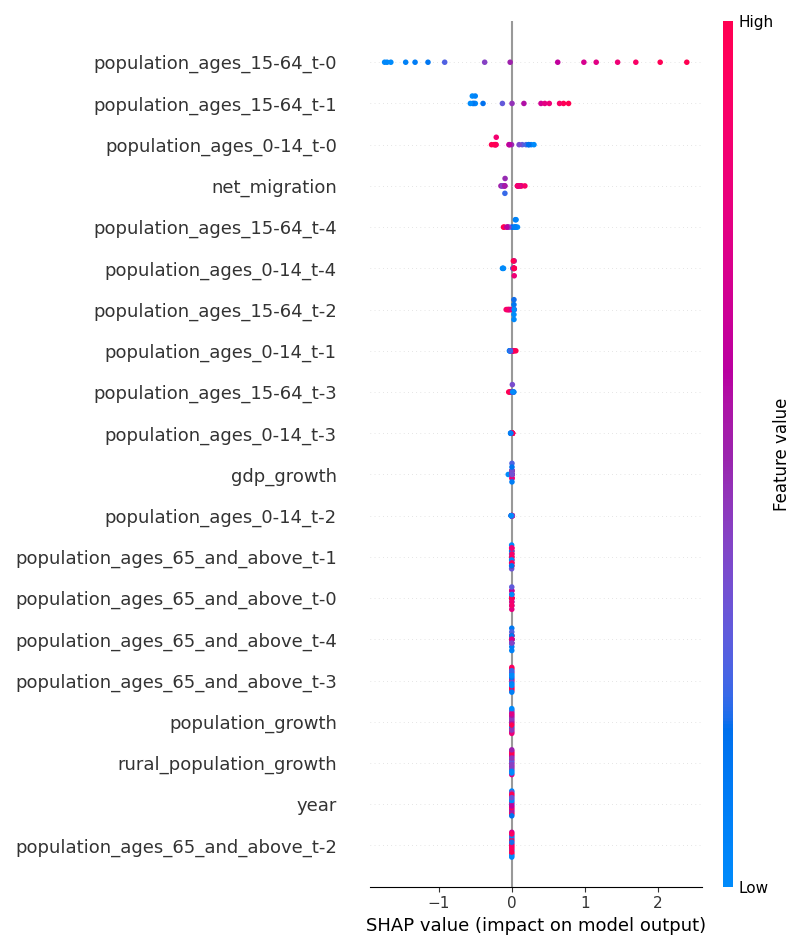 High
population_ages_15-64_t-0
population_ages_15-64_t-1
population_ages_0-14_t-0
net_migration
population_ages_15-64_t-4
population_ages_0-14_t-4
population_ages_15-64_t-2
population_ages_0-14_t-1
population_ages_15-64_t-3
population_ages_0-14_t-3
gdp_growth
population_ages_0-14_t-2
population_ages_65_and_above_t-1
population_ages_65_and_above_t-0
population_ages_65_and_above_t-4
population_ages_65_and_above_t-3
population_growth
rural_population_growth
year
population_ages_65_and_above_t-2
Feature value
Low
−1 0 1 2
SHAP value (impact on model output)